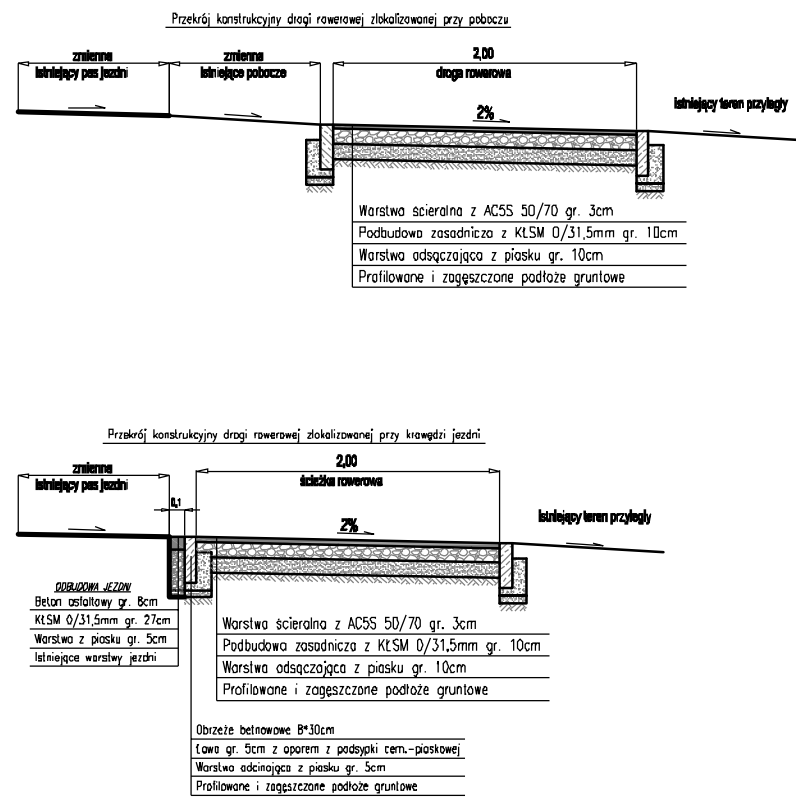 Przekrój konstrukcyjny drogi rowerowej zlokalizowanej przy poboczu
zmienna
istniejący pas jezdni
zmienna
istniejące pobocze
2,00
droga rowerowa
istniejący teren przyległy
2%
Warstwa ścieralna z AC5S 50/70 gr. 3cm
Podbudowa zasadnicza z KŁSM 0/31,5mm gr. 10cm
Warstwa odsączająca z piasku gr. 10cm
Profilowane i zagęszczone podłoże gruntowe
Przekrój konstrukcyjny drogi rowerowej zlokalizowanej przy krawędzi jezdni
zmienna
istniejący pas jezdni
2,00
ścieżka rowerowa
0,1
2%
istniejący teren przyległy
ODBUDOWA JEZDNI
Beton asfaltowy gr. 8cm
KŁSM 0/31,5mm gr. 27cm
Warstwa z piasku gr. 5cm
Istniejące warstwy jezdni
Warstwa ścieralna z AC5S 50/70 gr. 3cm
Podbudowa zasadnicza z KŁSM 0/31,5mm gr. 10cm
Warstwa odsączająca z piasku gr. 10cm
Profilowane i zagęszczone podłoże gruntowe
Obrzeże betnowowe 8*30cm
Ława gr. 5cm z oporem z podsypki cem.-piaskowej
Warstwa odcinająca z piasku gr. 5cm
Profilowane i zagęszczone podłoże gruntowe